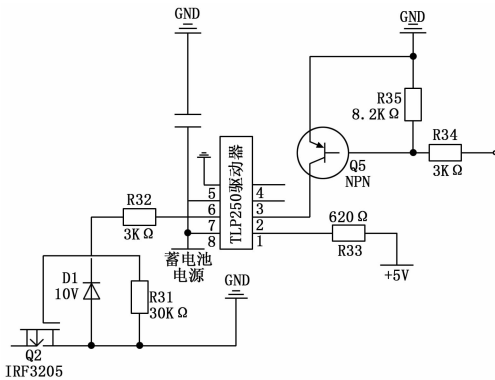 GND
GND
R35
8.2KΩ
R34
3KΩ
Q5
NPN
TLP250驱动器
5
6
7
8
4
3
2
1
R32
3KΩ
620Ω
R33
+5V
蓄电池
电源
GND
D1
10V
R31
30KΩ
Q2
IRF3205